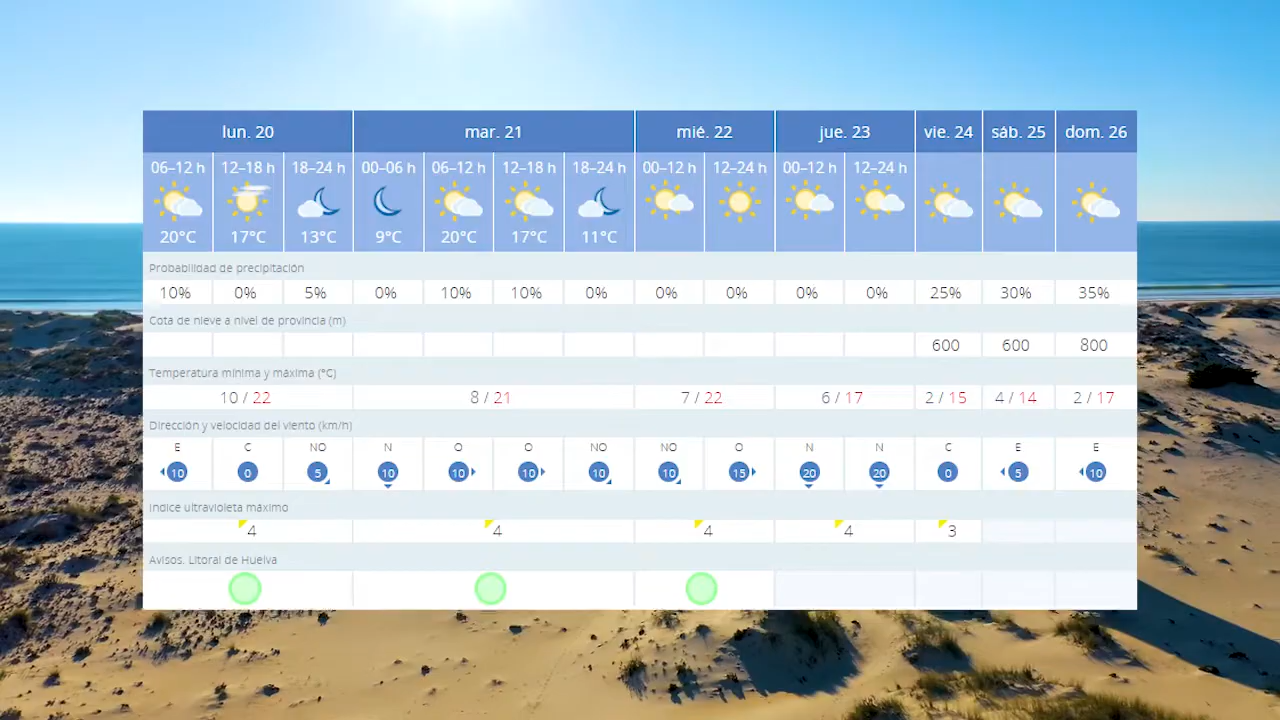 lun. 20 mar. 21 mié. 22 jue. 23 vie. 24 sáb. 25 dom. 26
06–12 h 12–18 h 18–24 h 00–06 h 06–12 h 12–18 h 18–24 h 00–12 h 12–24 h 00–12 h 12–24 h
20°C 17°C 13°C 9°C 20°C 17°C 11°C
Probabilidad de precipitación
10% 0% 5% 0% 10% 10% 0% 0% 0% 0% 0% 25% 30% 35%
Cota de nieve a nivel de provincia (m)
600 600 800
Temperatura mínima y máxima (°C)
10 / 22 8 / 21 7 / 22 6 / 17 2 / 15 4 / 14 2 / 17
Dirección y velocidad del viento (km/h)
E C NO N O O NO NO O N N C E E
10 0 5 10 10 10 10 10 15 20 20 0 5 10
Indice ultravioleta máximo
4 4 4 4 3
Avisos. Litoral de Huelva